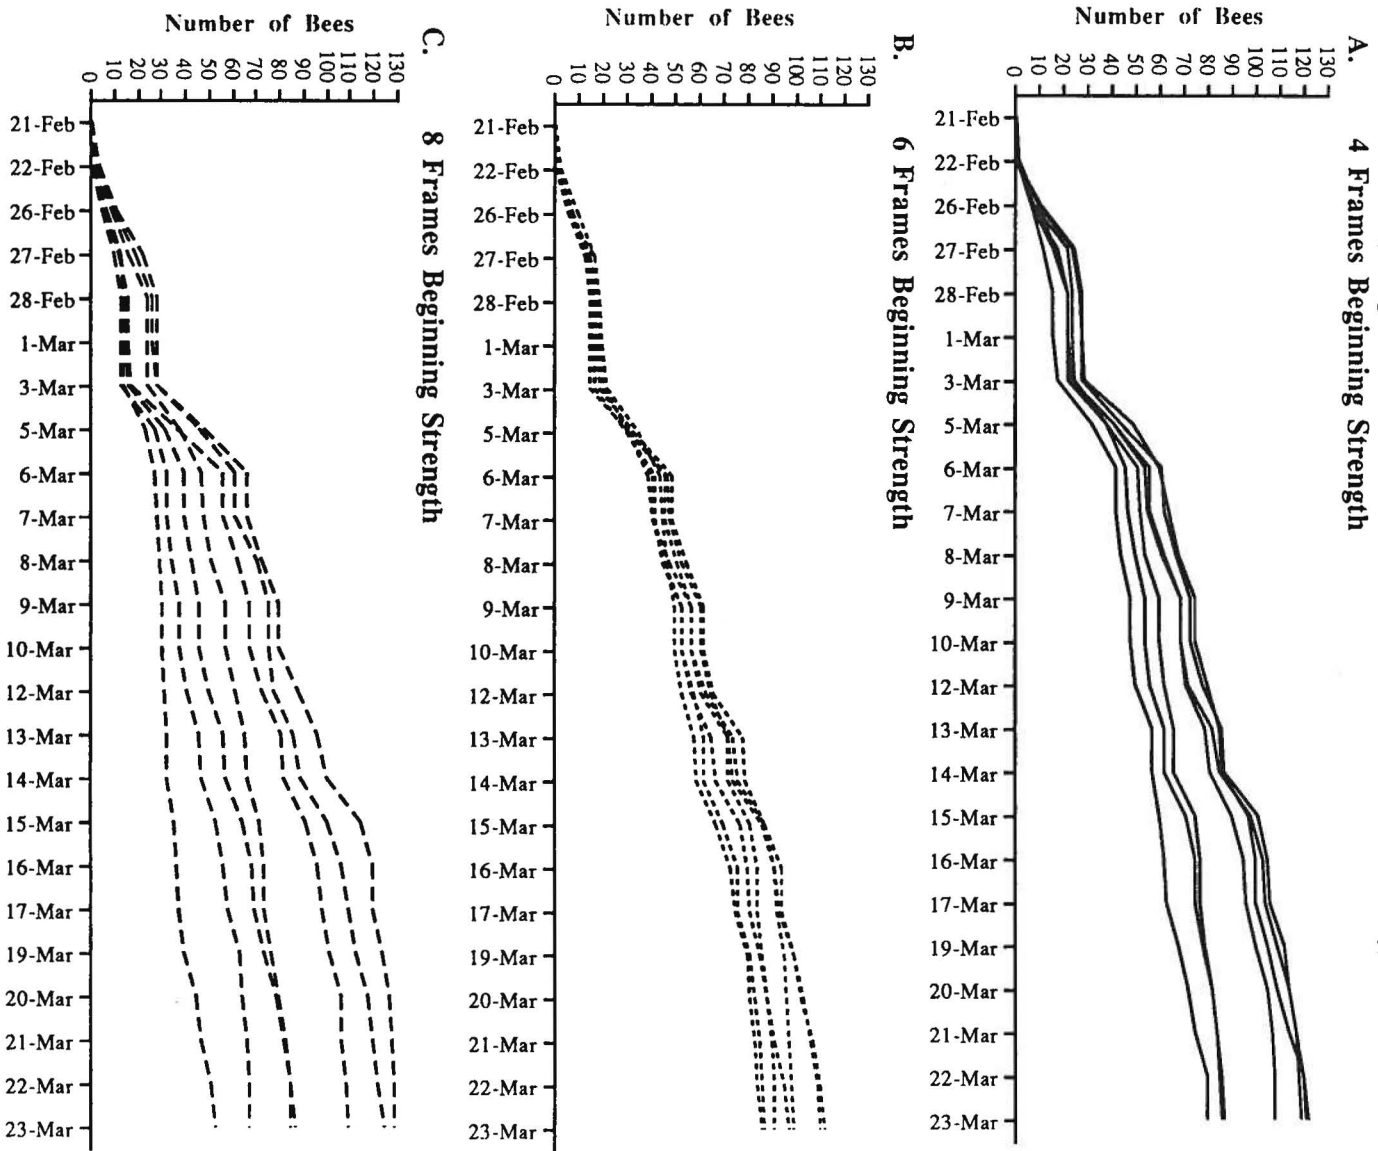 A.
4 Frames Beginning Strength
Number of Bees
0
10
20
30
40
50
60
70
80
90
100
110
120
130
21-Feb
22-Feb
26-Feb
27-Feb
28-Feb
1-Mar
3-Mar
5-Mar
6-Mar
7-Mar
8-Mar
9-Mar
10-Mar
12-Mar
13-Mar
14-Mar
15-Mar
16-Mar
17-Mar
19-Mar
20-Mar
21-Mar
22-Mar
23-Mar
B.
6 Frames Beginning Strength
Number of Bees
0
10
20
30
40
50
60
70
80
90
100
110
120
130
21-Feb
22-Feb
26-Feb
27-Feb
28-Feb
1-Mar
3-Mar
5-Mar
6-Mar
7-Mar
8-Mar
9-Mar
10-Mar
12-Mar
13-Mar
14-Mar
15-Mar
16-Mar
17-Mar
19-Mar
20-Mar
21-Mar
22-Mar
23-Mar
C.
8 Frames Beginning Strength
Number of Bees
0
10
20
30
40
50
60
70
80
90
100
110
120
130
21-Feb
22-Feb
26-Feb
27-Feb
28-Feb
1-Mar
3-Mar
5-Mar
6-Mar
7-Mar
8-Mar
9-Mar
10-Mar
12-Mar
13-Mar
14-Mar
15-Mar
16-Mar
17-Mar
19-Mar
20-Mar
21-Mar
22-Mar
23-Mar